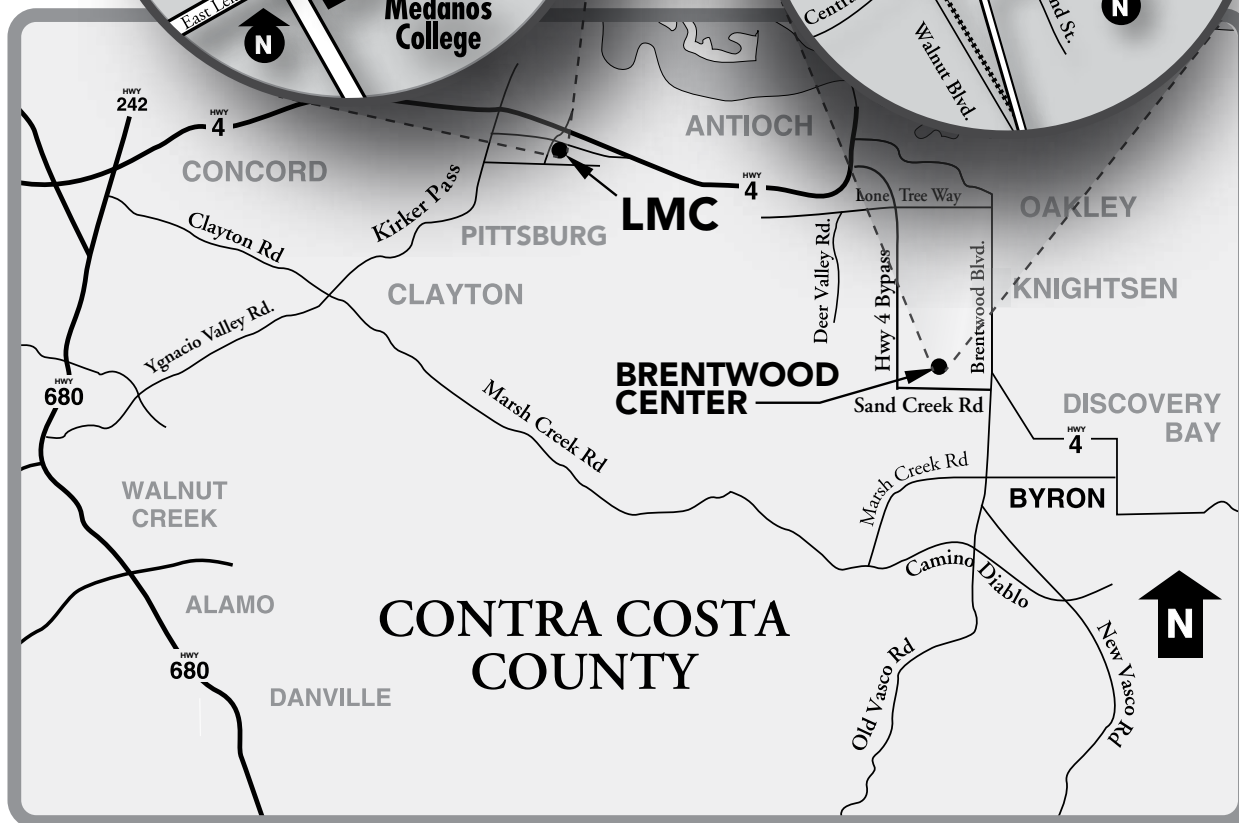 East
Medanos
College
N
Walnut Blvd.
St.
N
HWY
242
HWY
4
CONCORD
ANTIOCH
Kirker Pass
LMC
HWY
4
Lone Tree Way
OAKLEY
Clayton Rd
PITTSBURG
CLAYTON
Deer Valley Rd.
Hwy 4 Bypass
Brentwood Blvd.
KNIGHTSEN
Ygnacio Valley Rd.
HWY
680
BRENTWOOD
CENTER
Sand Creek Rd
DISCOVERY
BAY
HWY
4
Marsh Creek Rd
Marsh Creek Rd
BYRON
WALNUT
CREEK
Camino Diablo
ALAMO
CONTRA COSTA
COUNTY
N
HWY
680
DANVILLE
Old Vasco Rd
New Vasco Rd